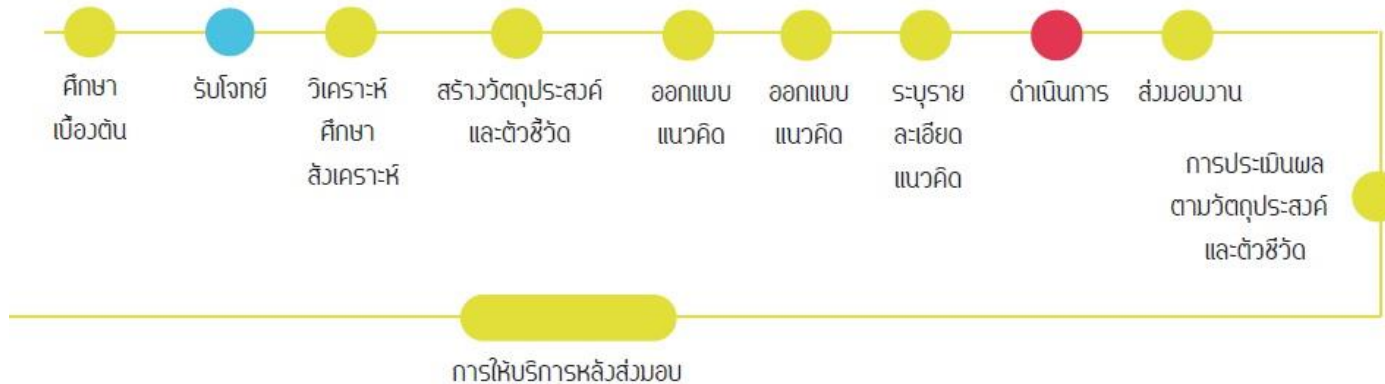 ศึกษา
เบื้องต้น
รับโจทย์
วิเคราะห์
ศึกษา
สังเคราะห์
สร้างวัตถุประสงค์
และตัวชี้วัด
ออกแบบ
แนวคิด
ออกแบบ
แนวคิด
ระบุราย
ละเอียด
แนวคิด
ดำเนินการ
ส่งมอบงาน
การประเมินผล
ตามวัตถุประสงค์
และตัวชีวัด
การให้บริการหลังส่งมอบ